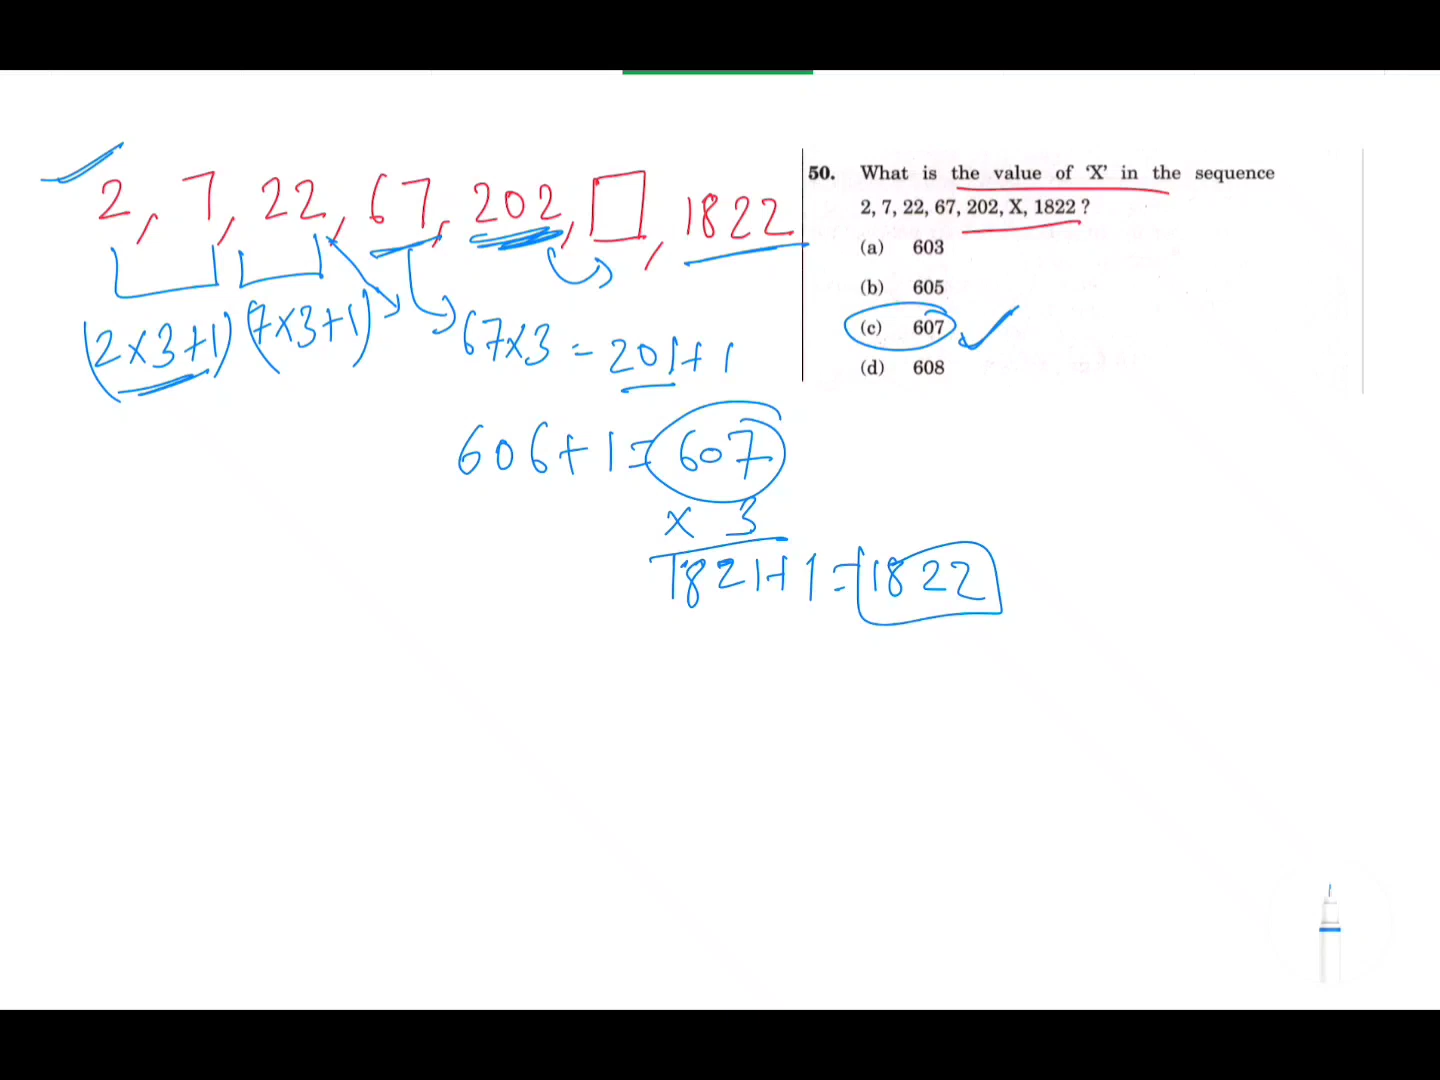 2, 7, 22, 67, 202, □, 1822
(2×3+1) (7×3+1)
67×3 = 201+1
606+1 = 607
× 3
1821+1 = 1822
50. What is the value of ‘X’ in the sequence
2, 7, 22, 67, 202, X, 1822 ?
(a) 603
(b) 605
(c) 607
(d) 608